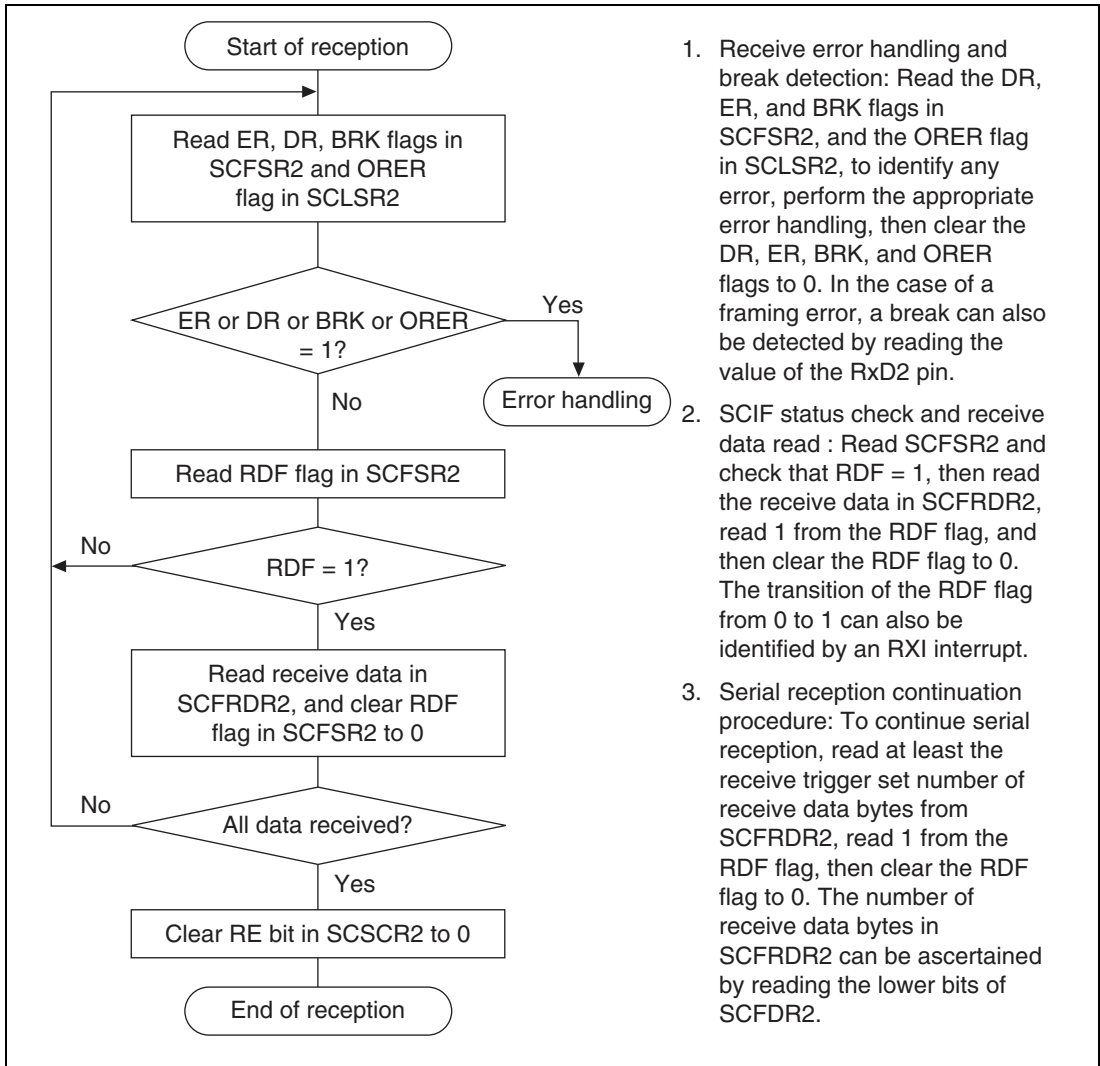 Start of reception
Read ER, DR, BRK flags in
SCFSR2 and ORER
flag in SCLSR2
ER or DR or BRK or ORER
= 1?
Yes
Error handling
No
Read RDF flag in SCFSR2
No
RDF = 1?
Yes
Read receive data in
SCFRDR2, and clear RDF
flag in SCFSR2 to 0
No
All data received?
Yes
Clear RE bit in SCSCR2 to 0
End of reception
1. Receive error handling and
break detection: Read the DR,
ER, and BRK flags in
SCFSR2, and the ORER flag
in SCLSR2, to identify any
error, perform the appropriate
error handling, then clear the
DR, ER, BRK, and ORER
flags to 0. In the case of a
framing error, a break can also
be detected by reading the
value of the RxD2 pin.
2. SCIF status check and receive
data read : Read SCFSR2 and
check that RDF = 1, then read
the receive data in SCFRDR2,
read 1 from the RDF flag, and
then clear the RDF flag to 0.
The transition of the RDF flag
from 0 to 1 can also be
identified by an RXI interrupt.
3. Serial reception continuation
procedure: To continue serial
reception, read at least the
receive trigger set number of
receive data bytes from
SCFRDR2, read 1 from the
RDF flag, then clear the RDF
flag to 0. The number of
receive data bytes in
SCFRDR2 can be ascertained
by reading the lower bits of
SCFDR2.